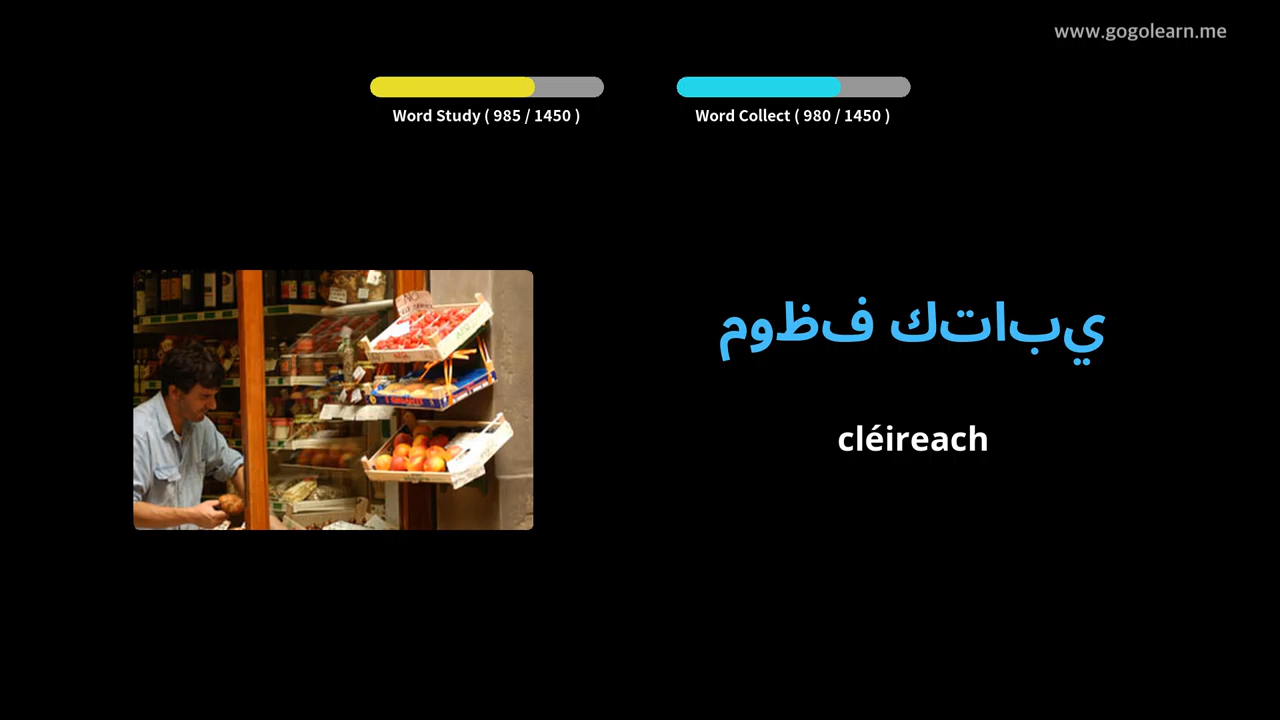 www.gogolearn.me
Word Study ( 985 / 1450 )
Word Collect ( 980 / 1450 )
موظف كتابي
cléireach